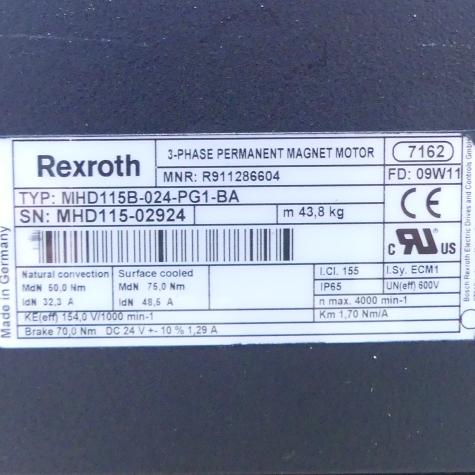 Rexroth
3-PHASE PERMANENT MAGNET MOTOR
7162
MNR: R911286604
FD: 09W11
TYP: MHD115B-024-PG1-BA
SN: MHD115-02924
m 43,8 kg
CE
c RU US
Made in Germany
Natural convection
MdN 50.0 Nm
IdN 32,3 A
Surface cooled
MdN 75,0 Nm
IdN 48,5 A
I.Cl. 155
I.Sy. ECM1
IP65
UN(eff) 600V
n max. 4000 min-1
KE(eff) 154,0 V/1000 min-1
Km 1,70 Nm/A
Brake 70,0 Nm DC 24 V +- 10 % 1,29 A
Bosch Rexroth Electric Drives and Controls GmbH